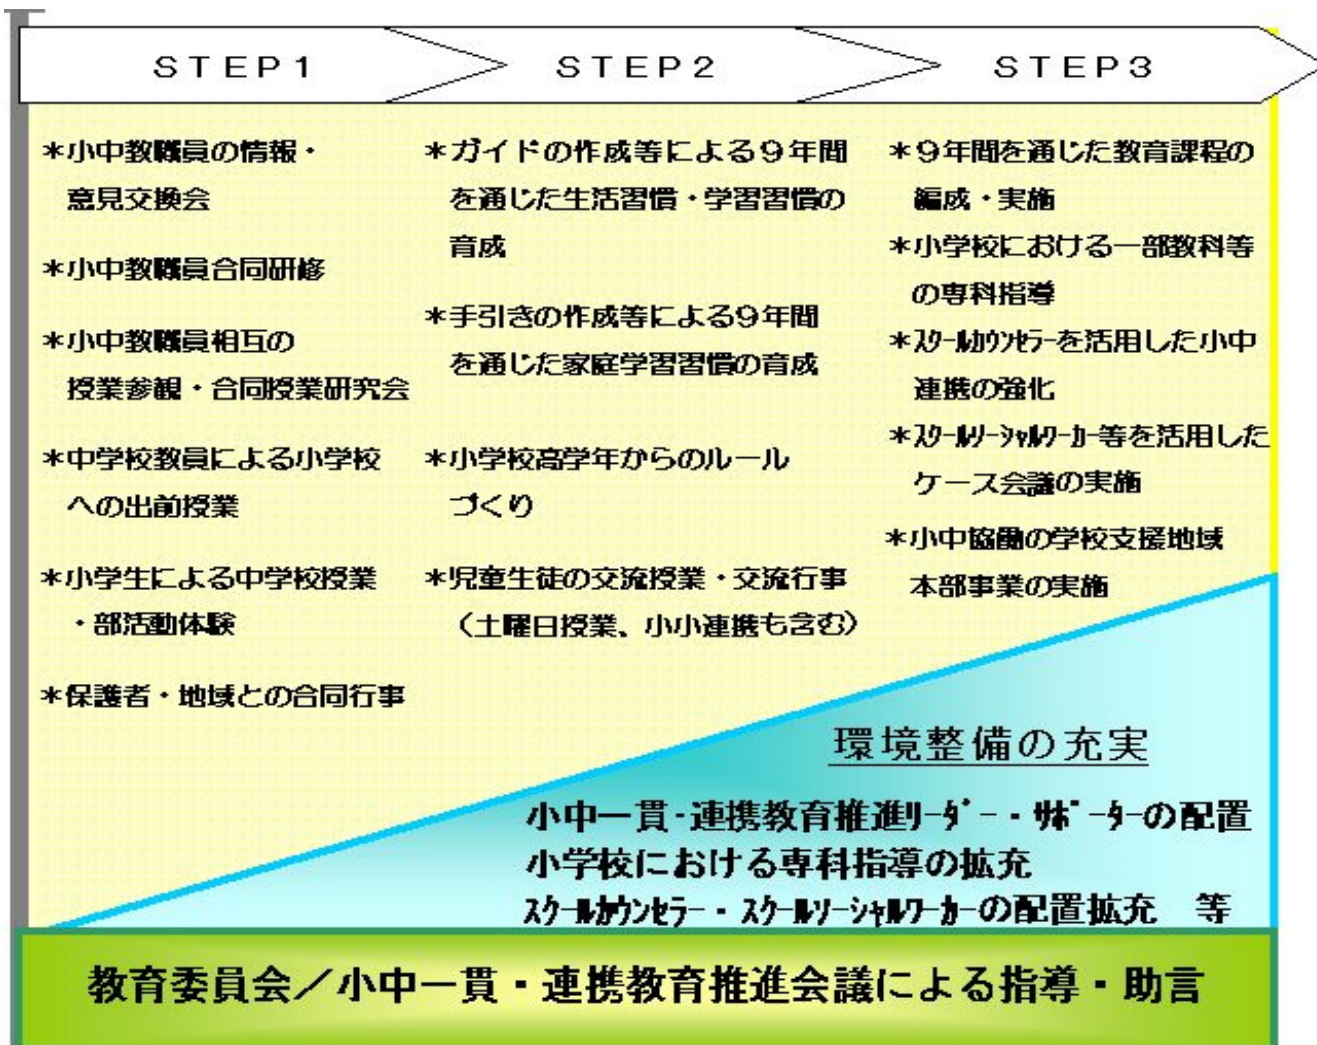 STEP1
STEP2
STEP3
*小中教職員の情報・
意見交換会
*小中教職員合同研修
*小中教職員相互の
授業参観・合同授業研究会
*中学校教員による小学校
への出前授業
*小学生による中学校授業
・部活動体験
*保護者・地域との合同行事
*ガイドの作成等による9年間
を通じた生活習慣・学習習慣の
育成
*手引きの作成等による9年間
を通じた家庭学習習慣の育成
*小学校高学年からのルール
づくり
*児童生徒の交流授業・交流行事
(土曜日授業、小小連携も含む)
*9年間を通じた教育課程の
編成・実施
*小学校における一部教科等
の専科指導
*スクールカウンセラーを活用した小中
連携の強化
*スクールソーシャルワーカー等を活用した
ケース会議の実施
*小中協働の学校支援地域
本部事業の実施
環境整備の充実
小中一貫・連携教育推進リーダー・サポーターの配置
小学校における専科指導の拡充
スクールカウンセラー・スクールソーシャルワーカーの配置拡充 等
教育委員会/小中一貫・連携教育推進会議による指導・助言